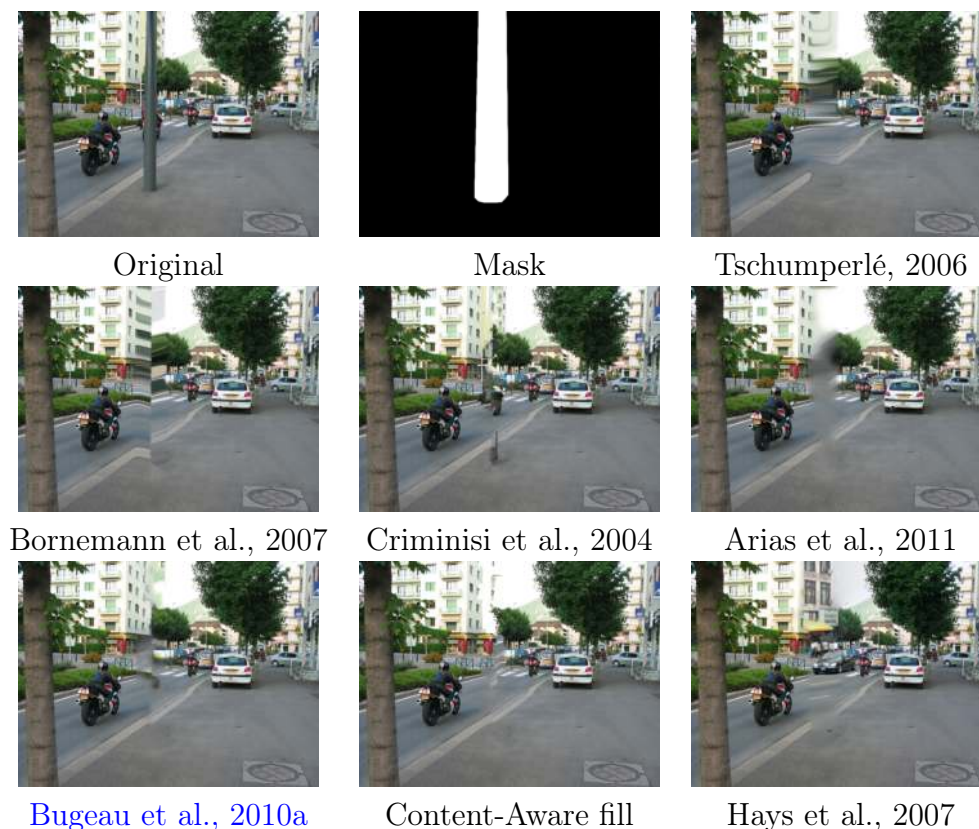 Original Mask Tschumperlé, 2006
Bornemann et al., 2007 Criminisi et al., 2004 Arias et al., 2011
Bugeau et al., 2010a Content-Aware fill Hays et al., 2007